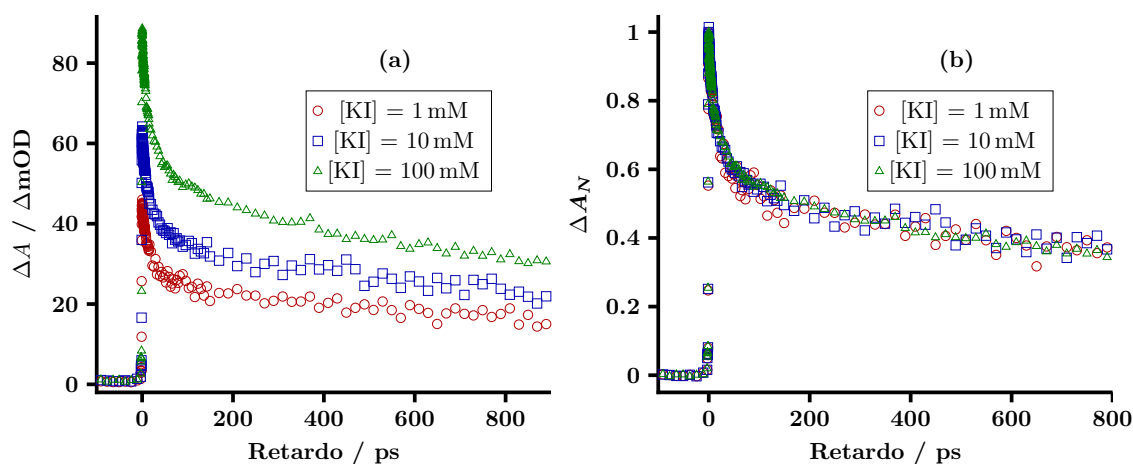 (a)
[KI] = 1 mM
[KI] = 10 mM
[KI] = 100 mM
ΔA / ΔmOD
80
60
40
20
0
0
200
400
600
800
Retardo / ps
(b)
[KI] = 1 mM
[KI] = 10 mM
[KI] = 100 mM
ΔA_N
1
0.8
0.6
0.4
0.2
0
0
200
400
600
800
Retardo / ps